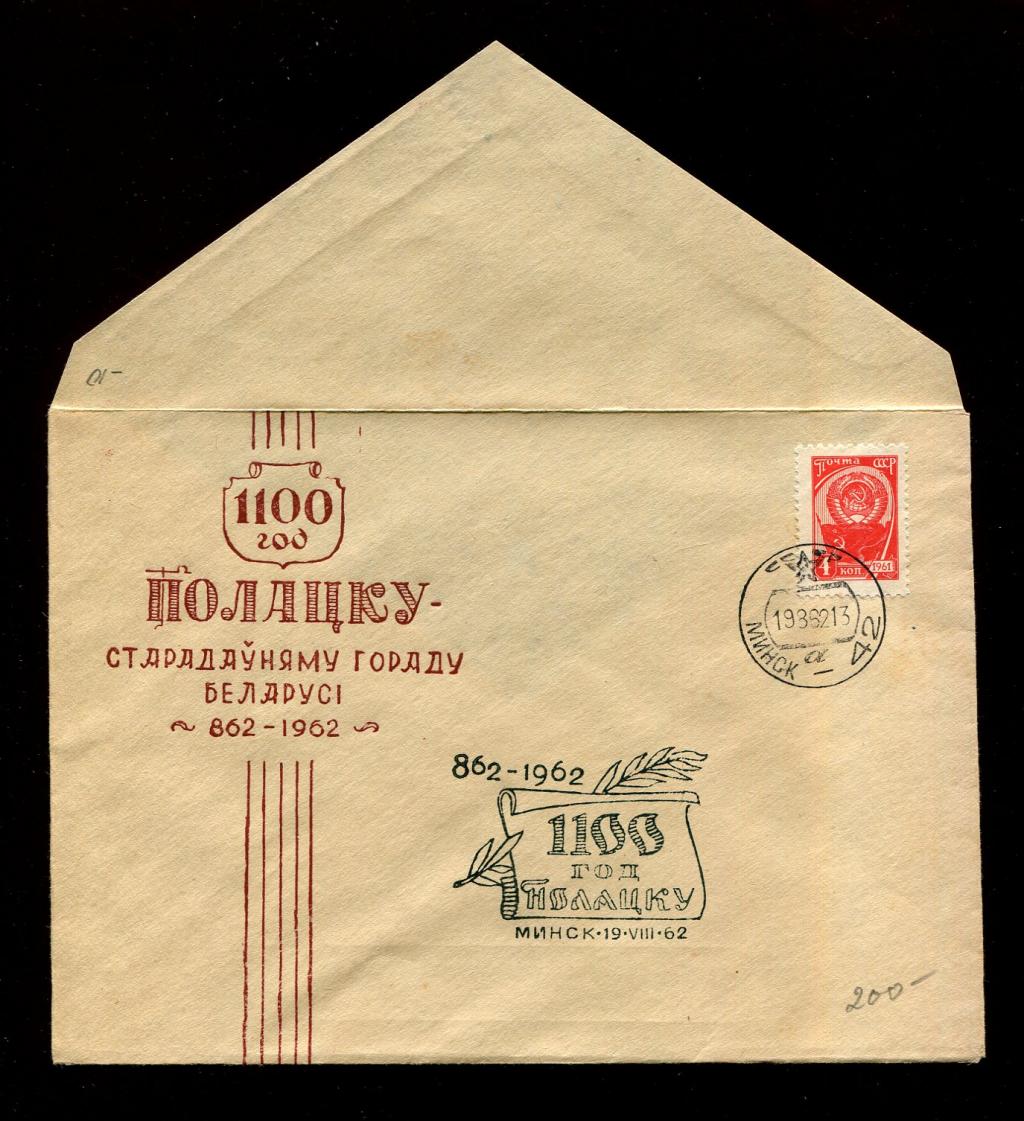 1100
год
ПОЛАЦКУ-
СТАРАДАЎНЯМУ ГОРАДУ
БЕЛАРУСІ
~ 862-1962 ~
Почта СССР
4 КОП 1961
19 8 62 13
МИНСК
42
862-1962
1100
ГОД
ПОЛАЦКУ
МИНСК·19·VIII·62
200-